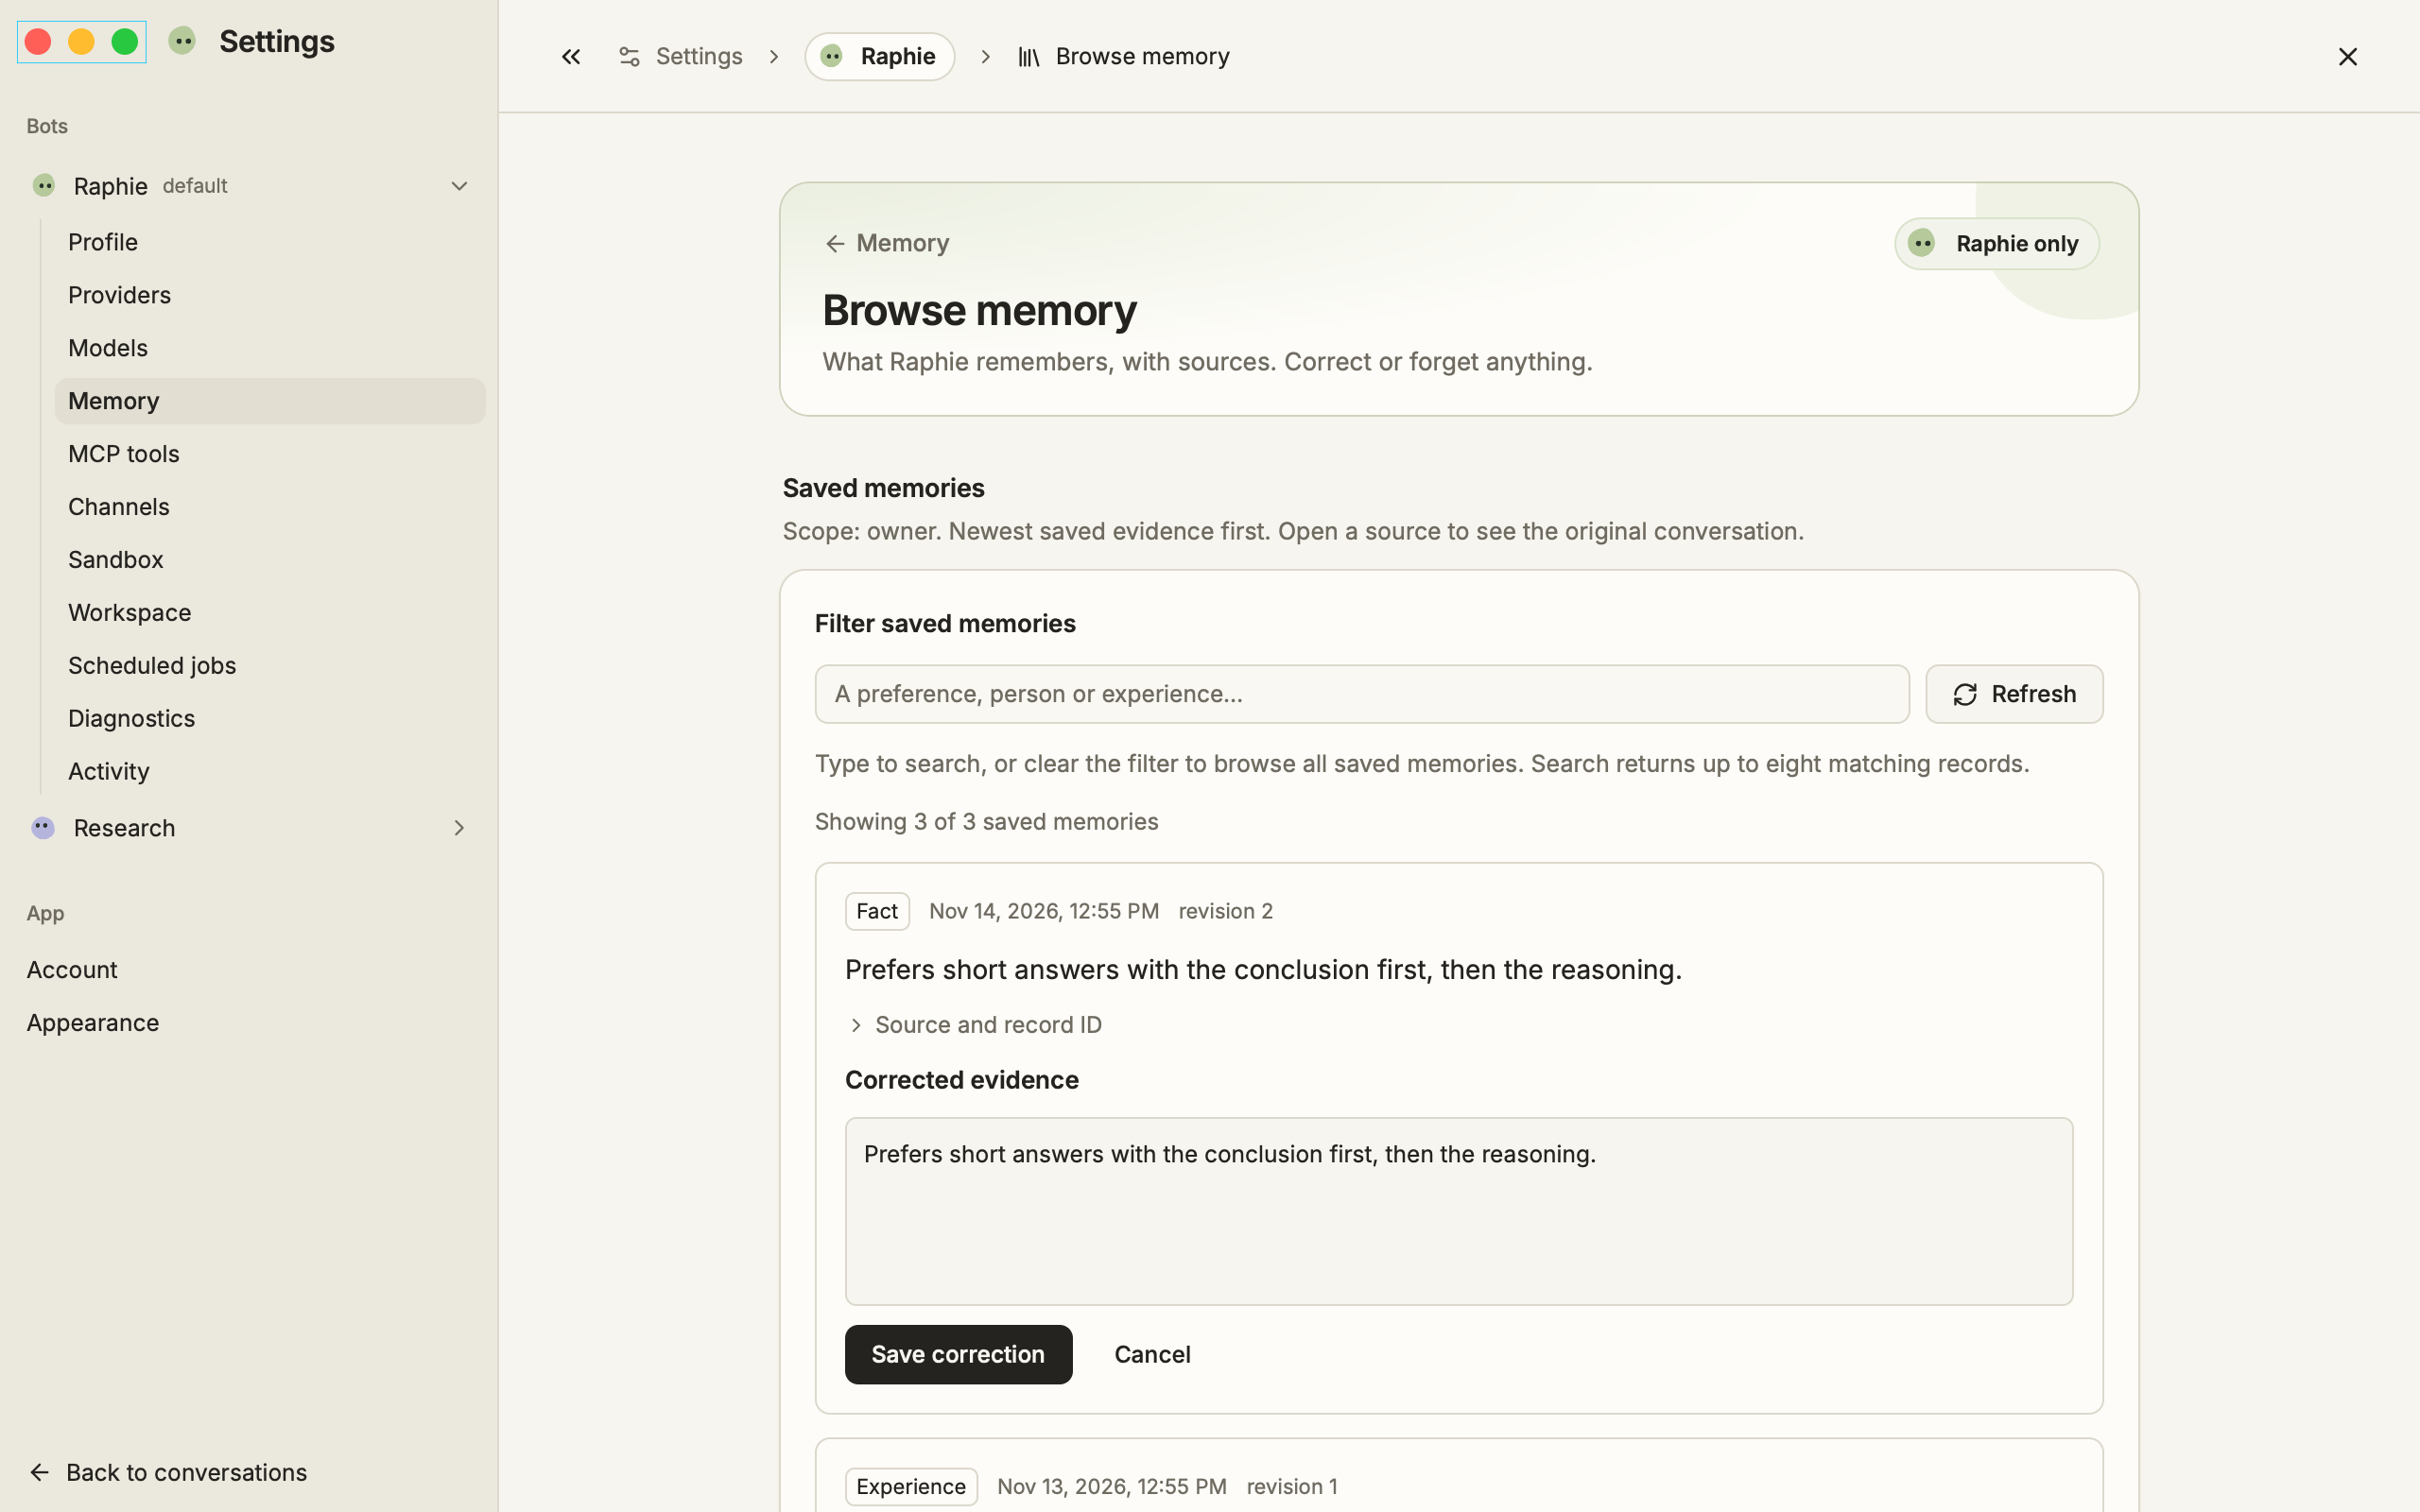 Settings
Bots
Raphie default
Profile
Providers
Models
Memory
MCP tools
Channels
Sandbox
Workspace
Scheduled jobs
Diagnostics
Activity
Research
App
Account
Appearance
Back to conversations
Settings > Raphie > Browse memory
Memory
Raphie only
Browse memory
What Raphie remembers, with sources. Correct or forget anything.
Saved memories
Scope: owner. Newest saved evidence first. Open a source to see the original conversation.
Filter saved memories
A preference, person or experience...
Refresh
Type to search, or clear the filter to browse all saved memories. Search returns up to eight matching records.
Showing 3 of 3 saved memories
Fact Nov 14, 2026, 12:55 PM revision 2
Prefers short answers with the conclusion first, then the reasoning.
Source and record ID
Corrected evidence
Prefers short answers with the conclusion first, then the reasoning.
Save correction Cancel
Experience Nov 13, 2026, 12:55 PM revision 1